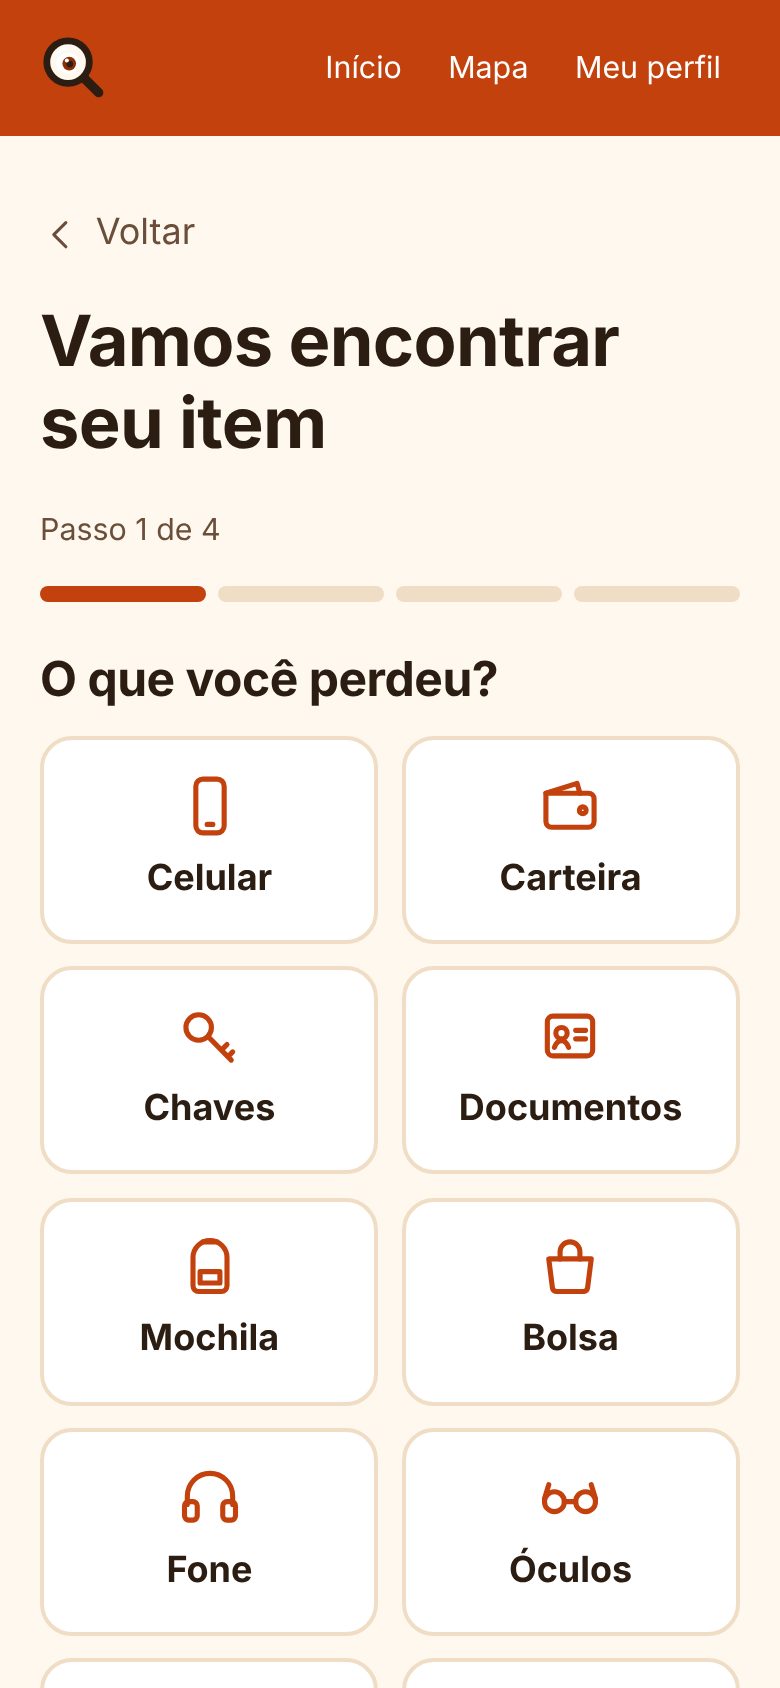 Início Mapa Meu perfil
Voltar
Vamos encontrar
seu item
Passo 1 de 4
O que você perdeu?
Celular Carteira
Chaves Documentos
Mochila Bolsa
Fone Óculos